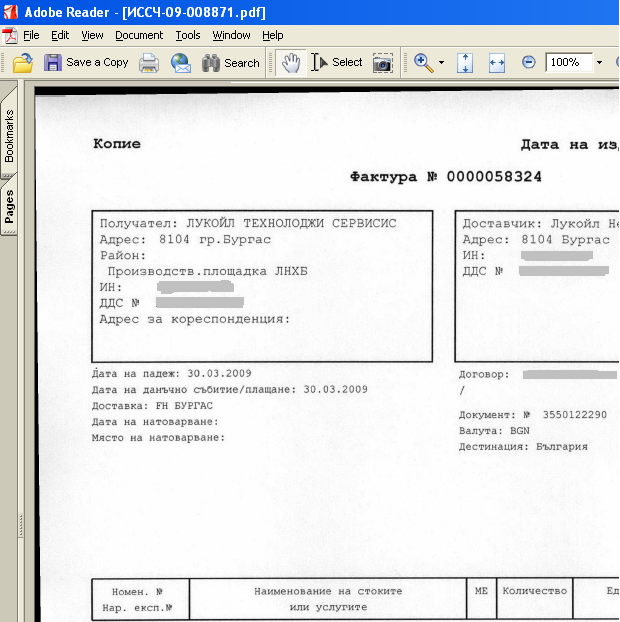 Adobe Reader - [ИССЧ-09-008871.pdf]
File Edit View Document Tools Window Help
Save a Copy Search Select 100%
Bookmarks
Pages
Копие
Дата на из
Фактура № 0000058324
Получател: ЛУКОЙЛ ТЕХНОЛОДЖИ СЕРВИСИС
Адрес: 8104 гр.Бургас
Район:
Производств.площадка ЛНХБ
ИН:
ДДС №
Адрес за кореспонденция:
Доставчик: Лукойл Не
Адрес: 8104 Бургас
ИН:
ДДС №
Дата на падеж: 30.03.2009
Дата на данъчно събитие/плащане: 30.03.2009
Доставка: FH БУРГАС
Дата на натоварване:
Място на натоварване:
Договор:
/
Документ: № 3550122290
Валута: BGN
Дестинация: България
Номен. №
Нар. експ.№
Наименование на стоките
или услугите
МЕ
Количество
Ед